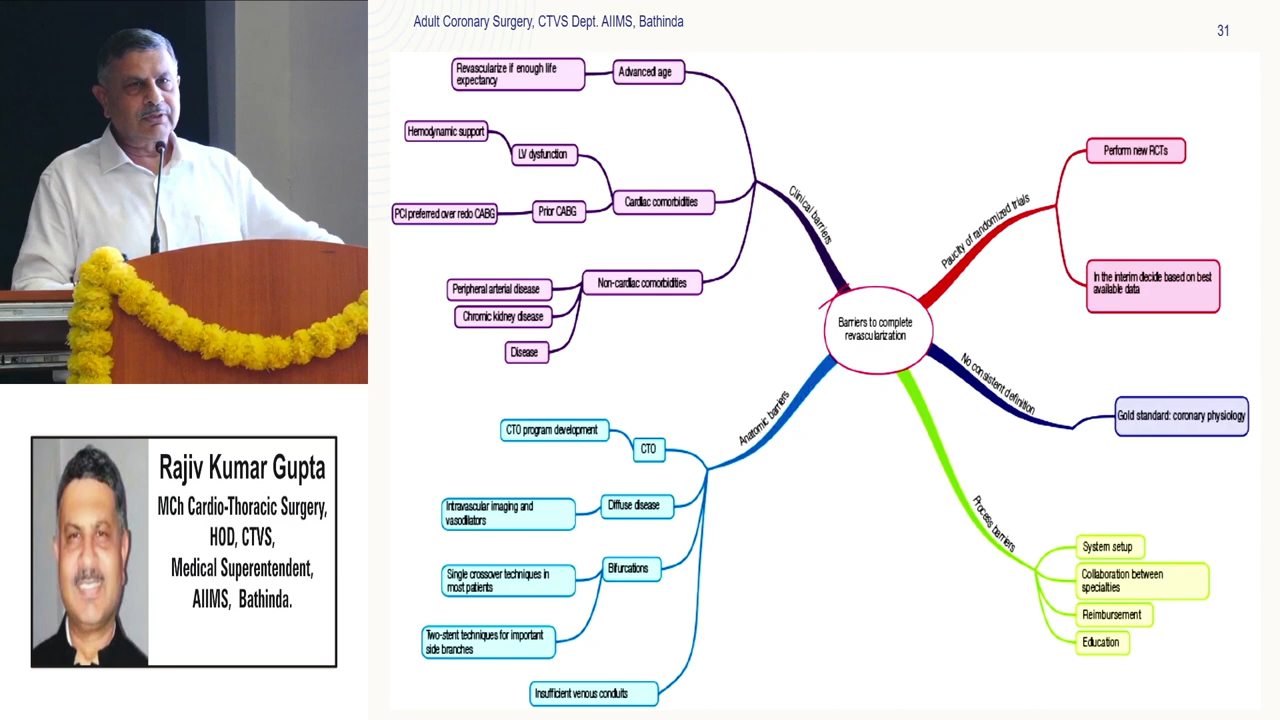 Adult Coronary Surgery, CTVS Dept. AIIMS, Bathinda
31
Revascularize if enough life
expectancy
Advanced age
Hemodynamic support
LV dysfunction
Cardiac comorbidities
PCI preferred over redo CABG
Prior CABG
Peripheral arterial disease
Non-cardiac comorbidities
Chromic kidney disease
Disease
Clinical barriers
Paucity of randomized trials
Perform new RCTs
In the interim decide based on best
available data
Barriers to complete
revascularization
No consistent definition
Gold standard: coronary physiology
Anatomic barriers
CTO program development
CTO
Intravascular imaging and
vasodilators
Diffuse disease
Single crossover techniques in
most patients
Bifurcations
Two-stent techniques for important
side branches
Insufficient venous conduits
Process barriers
System setup
Collaboration between
specialties
Reimbursement
Education
Rajiv Kumar Gupta
MCh Cardio-Thoracic Surgery,
HOD, CTVS,
Medical Superentendent,
AIIMS, Bathinda.